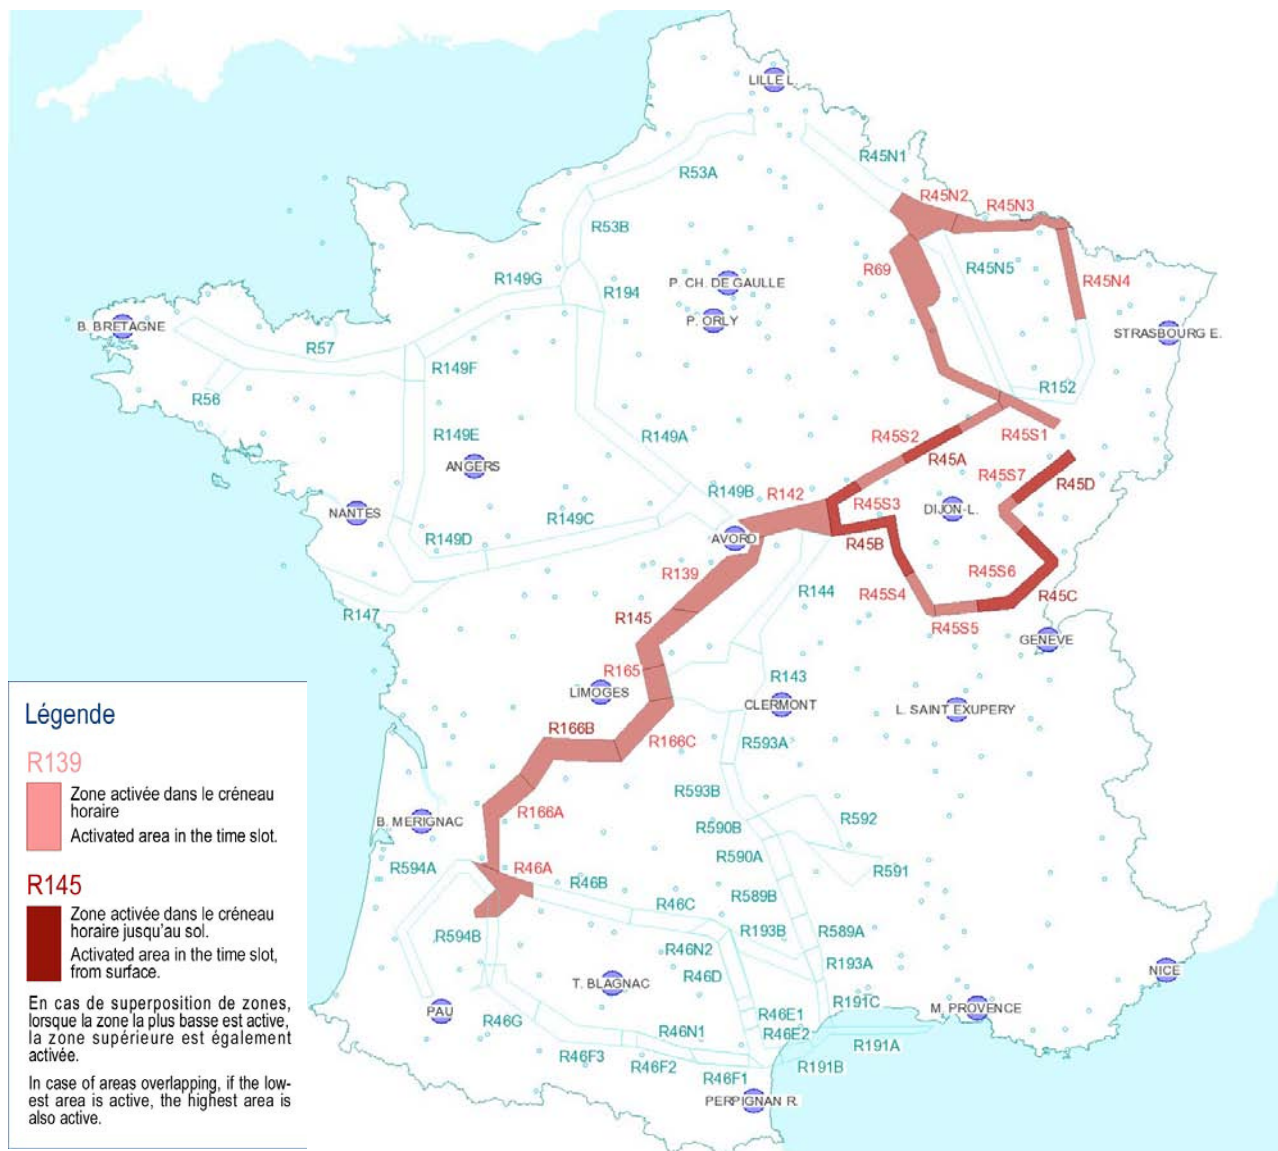 LILLE L.
R45N1
R53A
R45N2
R45N3
R53B
R69
R45N5
R149G
R194
P. CH. DE GAULLE
R45N4
B. BRETAGNE
P. ORLY
STRASBOURG E.
R57
R149F
R56
R152
R149E
R149A
R45S2
R45S1
ANGERS
R45A
R45S7
R45D
R149B
R142
NANTES
R149C
R45S3
DIJON-L.
R149D
AVORD
R45B
R139
R45S6
R144
R45S4
R45C
R147
R145
R45S5
GENEVE
R165
R143
LIMOGES
CLERMONT
L. SAINT EXUPERY
R166B
R166C
R593A
R593B
R166A
B. MERIGNAC
R590B
R592
R590A
R594A
R46A
R46B
R591
R589B
R46C
R594B
R193B
R589A
R46N2
R193A
R46D
T. BLAGNAC
NICE
R191C
PAU
R46G
R46E1
M. PROVENCE
R46N1
R46E2
R191A
R46F3
R46F2
R191B
R46F1
PERPIGNAN R.
Légende
R139
Zone activée dans le créneau
horaire
Activated area in the time slot.
R145
Zone activée dans le créneau
horaire jusqu'au sol.
Activated area in the time slot,
from surface.
En cas de superposition de zones,
lorsque la zone la plus basse est active,
la zone supérieure est également
activée.
In case of areas overlapping, if the low-
est area is active, the highest area is
also active.